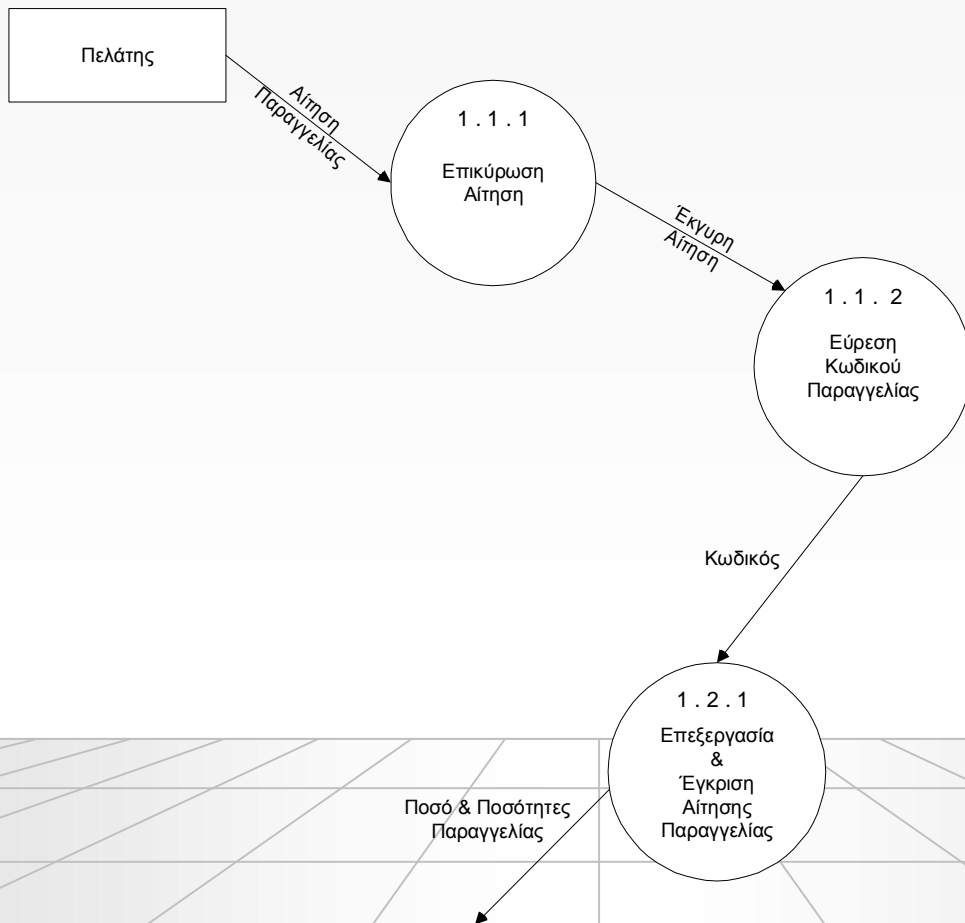 Πελάτης
Αίτηση
Παραγγελίας
1 . 1 . 1
Επικύρωση
Αίτηση
Έκγυρη
Αίτηση
1 . 1 . 2
Εύρεση
Κωδικού
Παραγγελίας
Κωδικός
1 . 2 . 1
Επεξεργασία
&
Έγκριση
Αίτησης
Παραγγελίας
Ποσό & Ποσότητες
Παραγγελίας